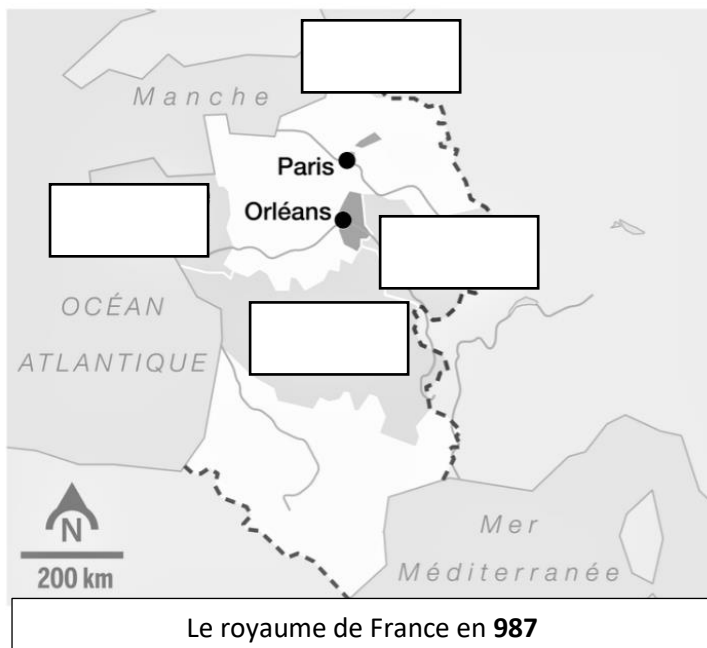 Manche
Paris
Orléans
OCÉAN
ATLANTIQUE
N
200 km
Mer
Méditerranée
Le royaume de France en 987